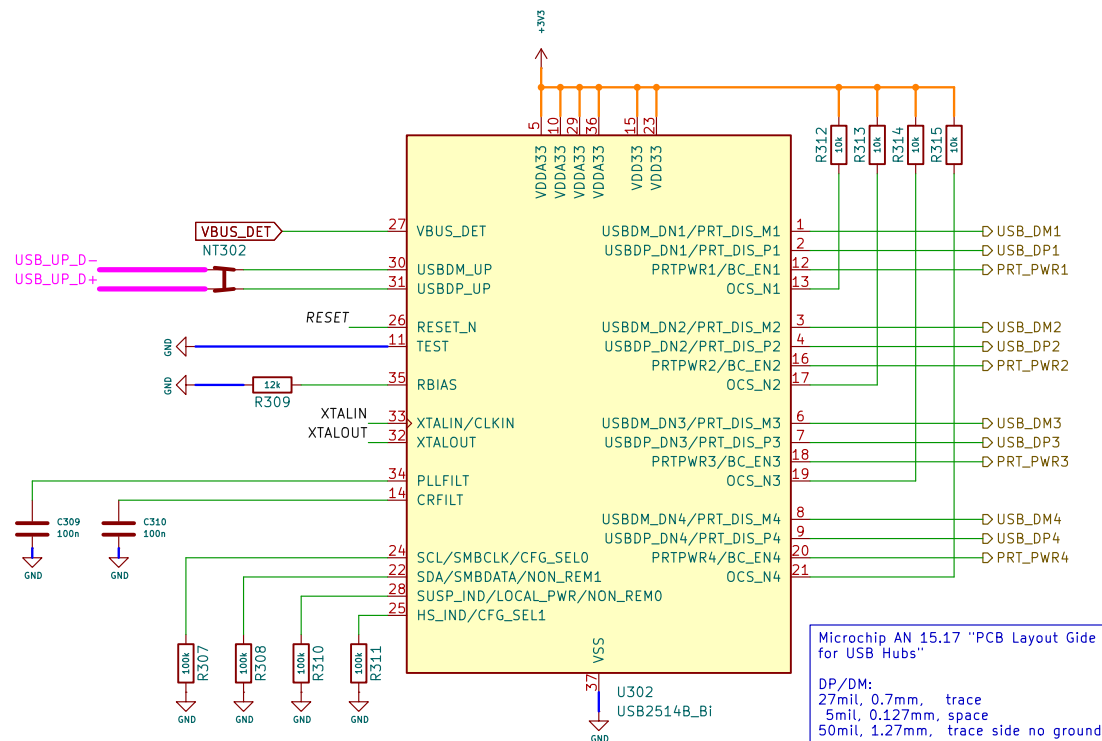 +3V3
5
10
29
36
15
23
VDDA33
VDDA33
VDDA33
VDDA33
VDD33
VDD33
R312
10k
R313
10k
R314
10k
R315
10k
VBUS_DET
27
VBUS_DET
NT302
USB_UP_D-
30
USBDM_UP
USB_UP_D+
31
USBDP_UP
RESET
26
RESET_N
GND
11
TEST
GND
12k
R309
35
RBIAS
XTALIN
33
XTALIN/CLKIN
XTALOUT
32
XTALOUT
34
PLLFILT
14
CRFILT
C309
100n
GND
C310
100n
GND
24
SCL/SMBCLK/CFG_SEL0
22
SDA/SMBDATA/NON_REM1
28
SUSP_IND/LOCAL_PWR/NON_REM0
25
HS_IND/CFG_SEL1
100k
R307
GND
100k
R308
GND
100k
R310
GND
100k
R311
GND
USBDM_DN1/PRT_DIS_M1
1
USB_DM1
USBDP_DN1/PRT_DIS_P1
2
USB_DP1
PRTPWR1/BC_EN1
12
PRT_PWR1
OCS_N1
13
USBDM_DN2/PRT_DIS_M2
3
USB_DM2
USBDP_DN2/PRT_DIS_P2
4
USB_DP2
PRTPWR2/BC_EN2
16
PRT_PWR2
OCS_N2
17
USBDM_DN3/PRT_DIS_M3
6
USB_DM3
USBDP_DN3/PRT_DIS_P3
7
USB_DP3
PRTPWR3/BC_EN3
18
PRT_PWR3
OCS_N3
19
USBDM_DN4/PRT_DIS_M4
8
USB_DM4
USBDP_DN4/PRT_DIS_P4
9
USB_DP4
PRTPWR4/BC_EN4
20
PRT_PWR4
OCS_N4
21
VSS
37
GND
U302
USB2514B_Bi
Microchip AN 15.17 "PCB Layout Gide
for USB Hubs"
DP/DM:
27mil, 0.7mm, trace
5mil, 0.127mm, space
50mil, 1.27mm, trace side no ground